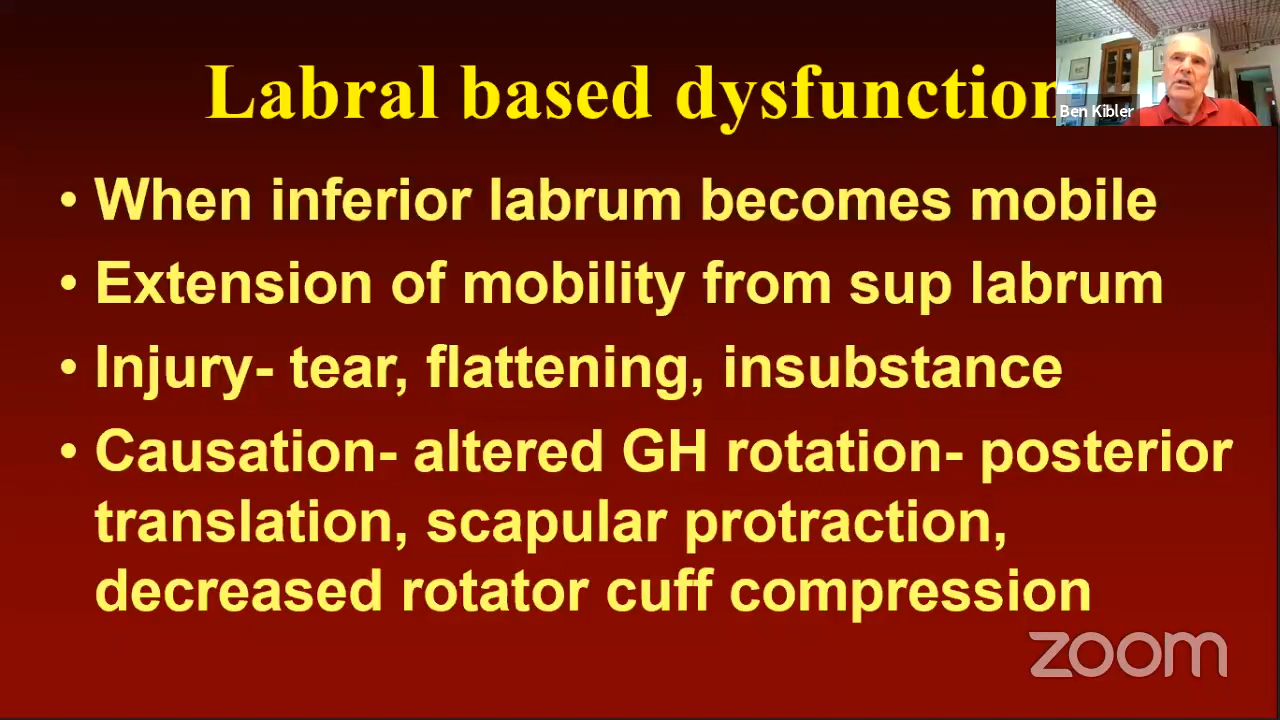 Labral based dysfunction
Ben Kibler
• When inferior labrum becomes mobile
• Extension of mobility from sup labrum
• Injury- tear, flattening, insubstance
• Causation- altered GH rotation- posterior
translation, scapular protraction,
decreased rotator cuff compression
zoom